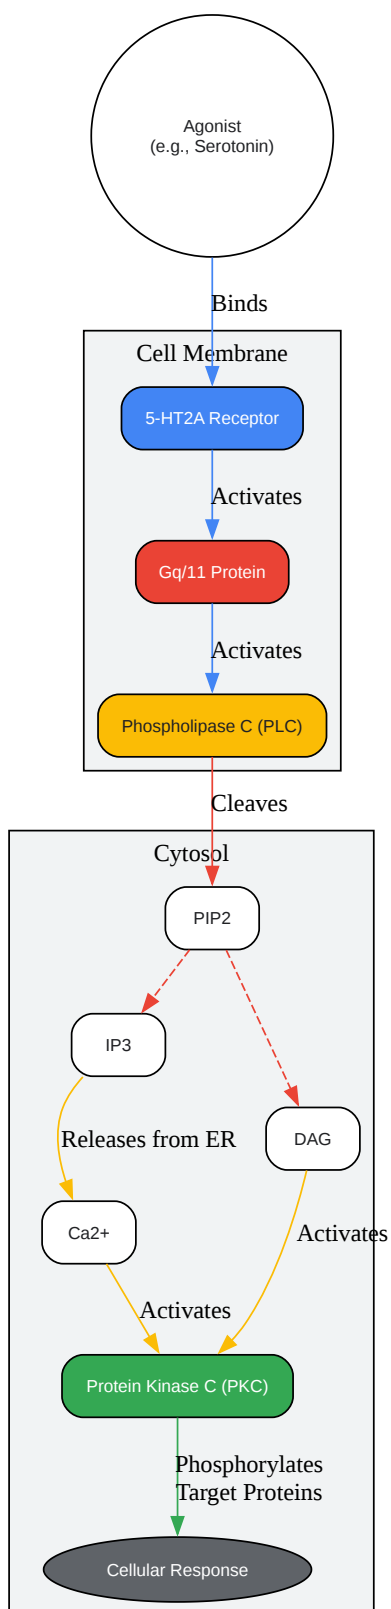 Agonist
(e.g., Serotonin)
Binds
Cell Membrane
5-HT2A Receptor
Activates
Gq/11 Protein
Activates
Phospholipase C (PLC)
Cleaves
Cytosol
PIP2
IP3
Releases from ER
DAG
Ca2+
Activates
Activates
Protein Kinase C (PKC)
Phosphorylates
Target Proteins
Cellular Response